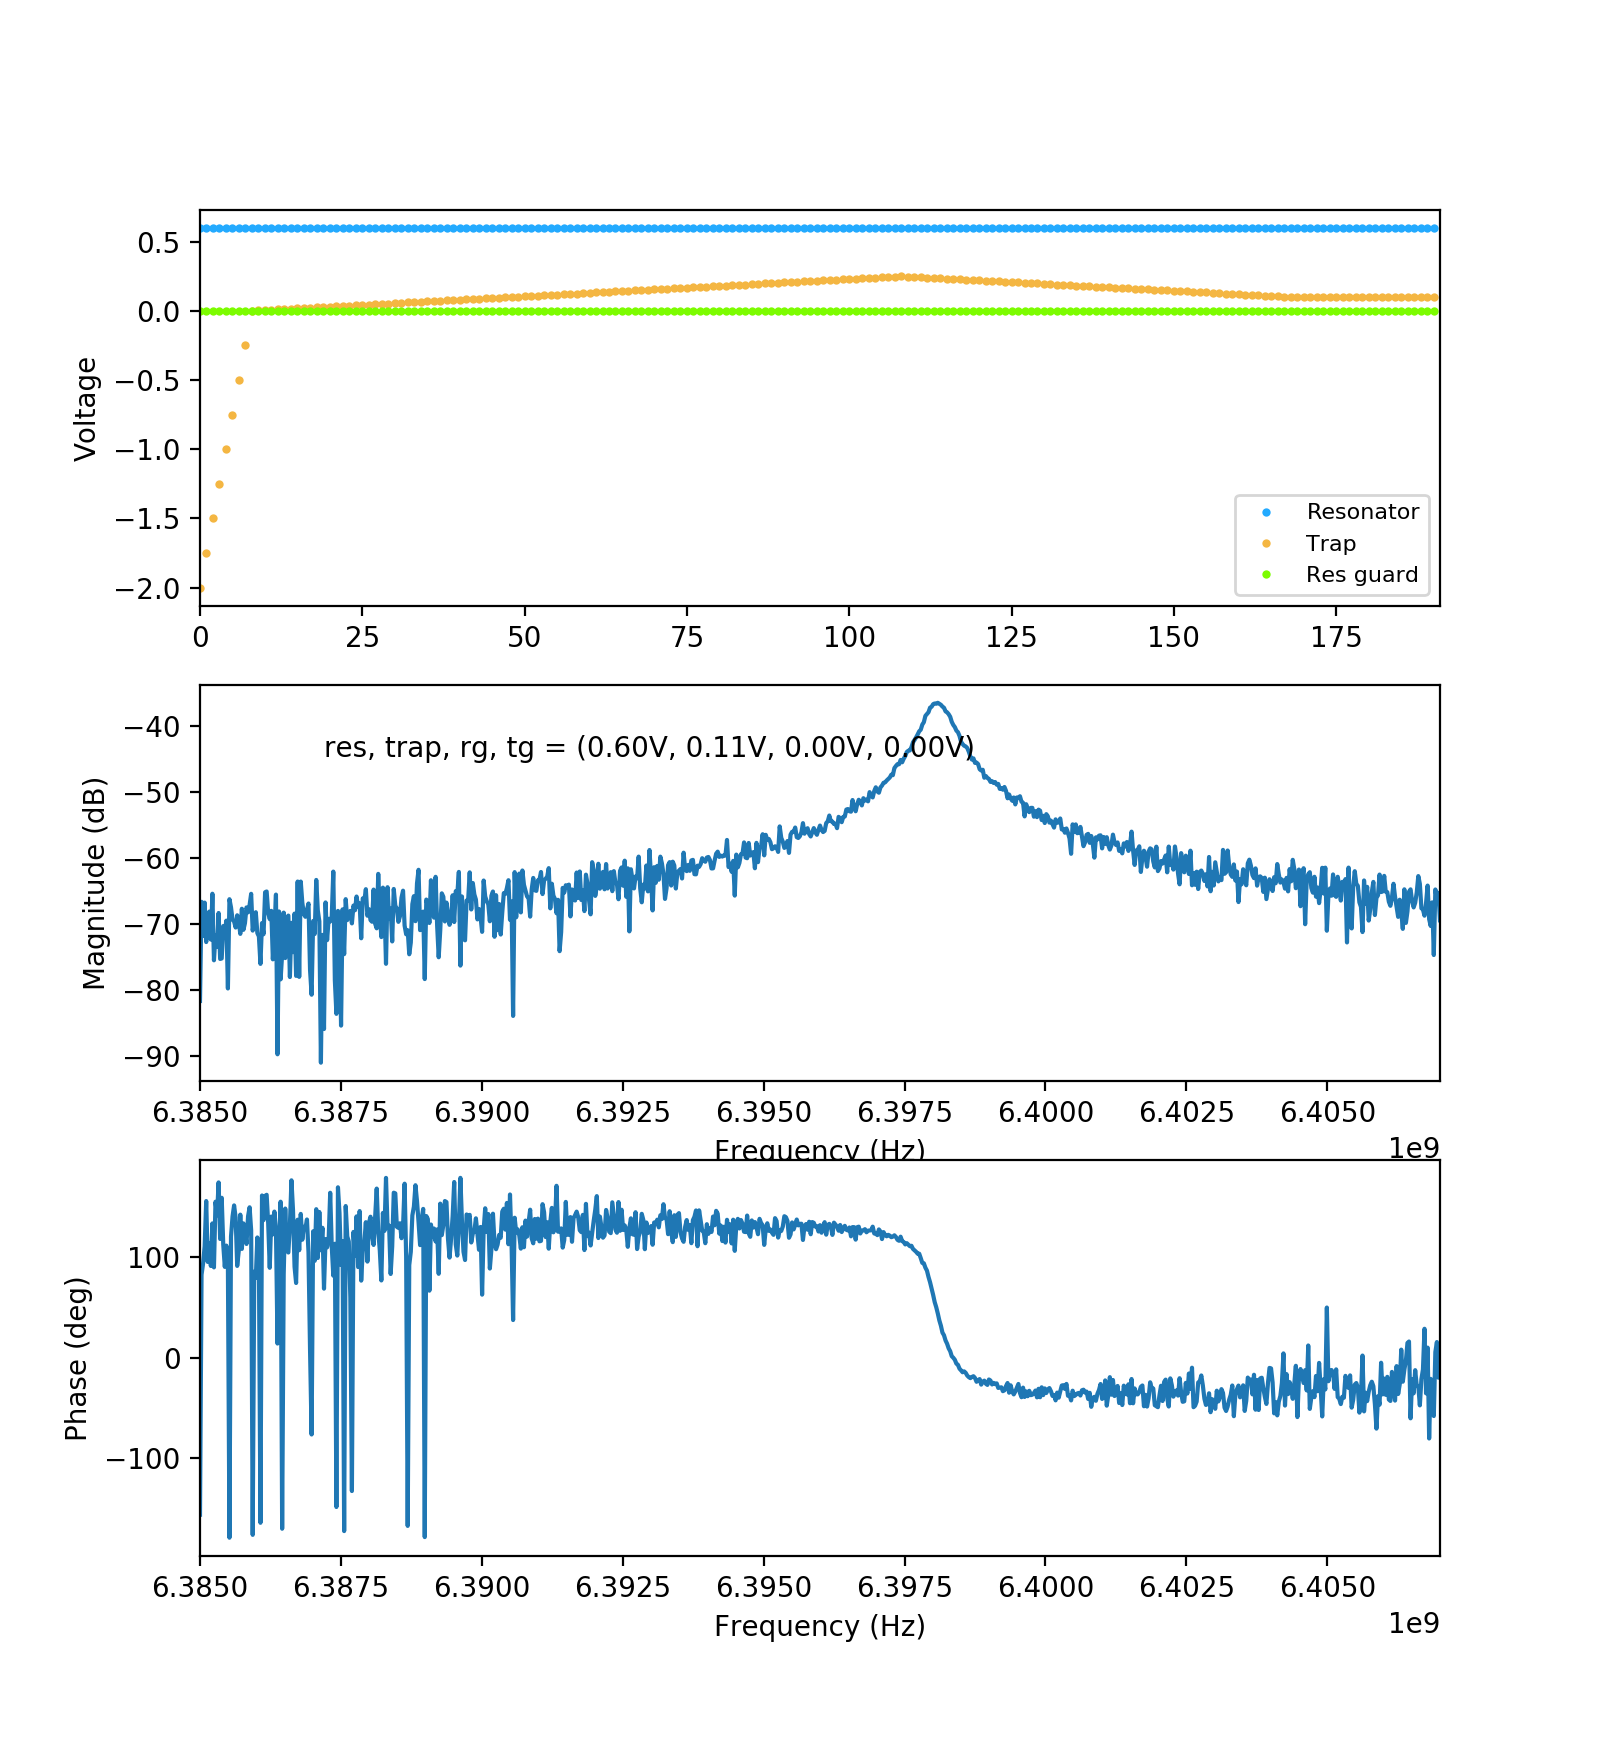 0.5
0.0
−0.5
−1.0
−1.5
−2.0
Voltage
Resonator
Trap
Res guard
0 25 50 75 100 125 150 175
−40
−50
−60
−70
−80
−90
Magnitude (dB)
res, trap, rg, tg = (0.60V, 0.11V, 0.00V, 0.00V)
6.3850 6.3875 6.3900 6.3925 6.3950 6.3975 6.4000 6.4025 6.4050
Frequency (Hz)
1e9
100
0
−100
Phase (deg)
6.3850 6.3875 6.3900 6.3925 6.3950 6.3975 6.4000 6.4025 6.4050
Frequency (Hz)
1e9